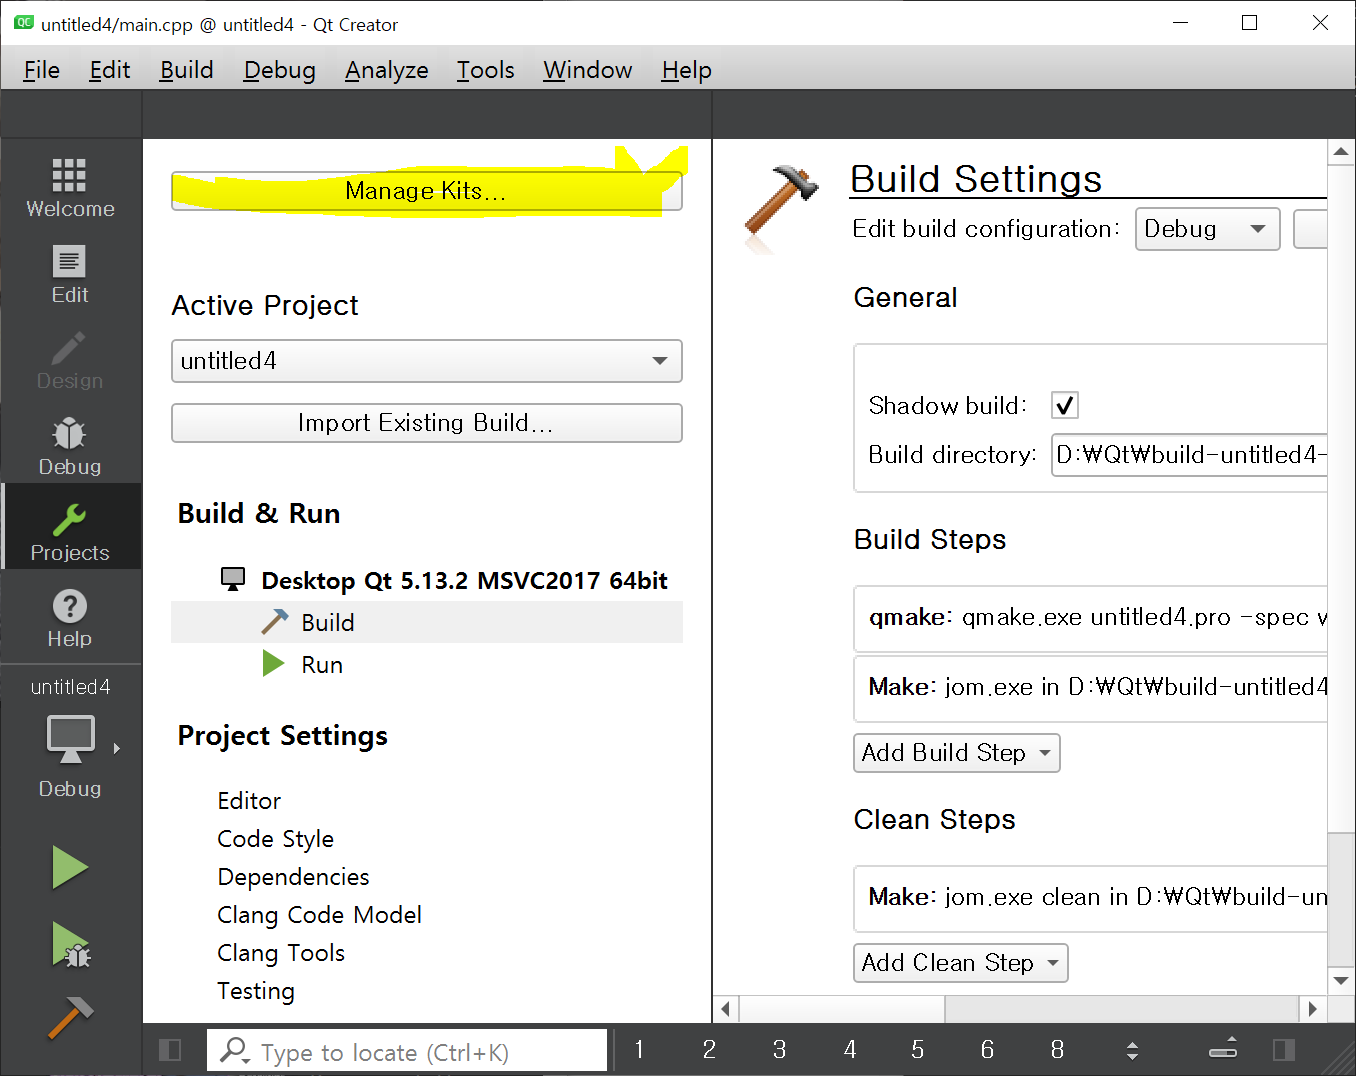 QC untitled4/main.cpp @ untitled4 - Qt Creator
File Edit Build Debug Analyze Tools Window Help
Welcome
Edit
Design
Debug
Projects
Help
untitled4
Debug
Manage Kits...
Active Project
untitled4
Import Existing Build...
Build & Run
Desktop Qt 5.13.2 MSVC2017 64bit
Build
Run
Project Settings
Editor
Code Style
Dependencies
Clang Code Model
Clang Tools
Testing
Build Settings
Edit build configuration: Debug
General
Shadow build:
Build directory: D:₩Qt₩build-untitled4-
Build Steps
qmake: qmake.exe untitled4.pro -spec
Make: jom.exe in D:₩Qt₩build-untitled4
Add Build Step
Clean Steps
Make: jom.exe clean in D:₩Qt₩build-un
Add Clean Step
Type to locate (Ctrl+K) 1 2 3 4 5 6 8